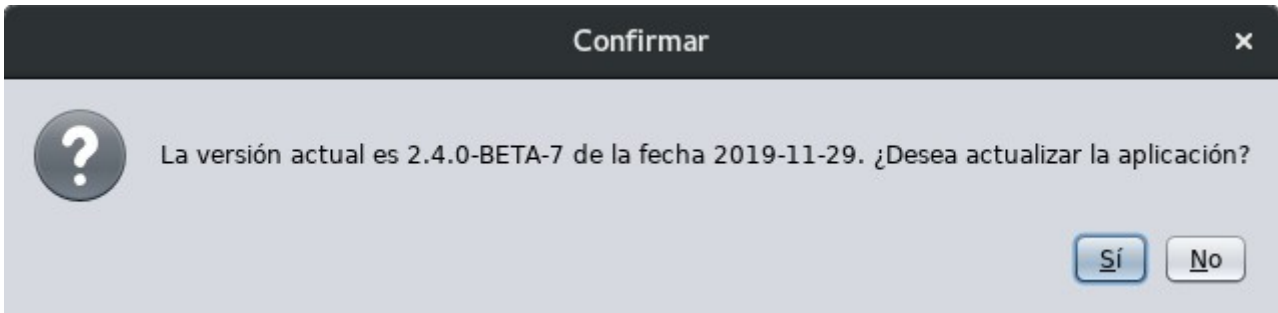 Confirmar
La versión actual es 2.4.0-BETA-7 de la fecha 2019-11-29. ¿Desea actualizar la aplicación?
Sí
No